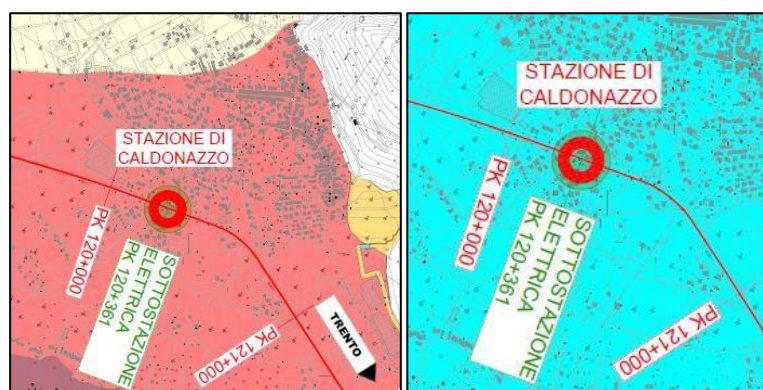 STAZIONE DI
CALDONAZZO
PK 120+000
SOTTOSTAZIONE
ELETTRICA
PK 120+361
PK 121+000
TRENTO
STAZIONE DI
CALDONAZZO
PK 120+000
SOTTOSTAZIONE
ELETTRICA
PK 120+361
PK 121+000